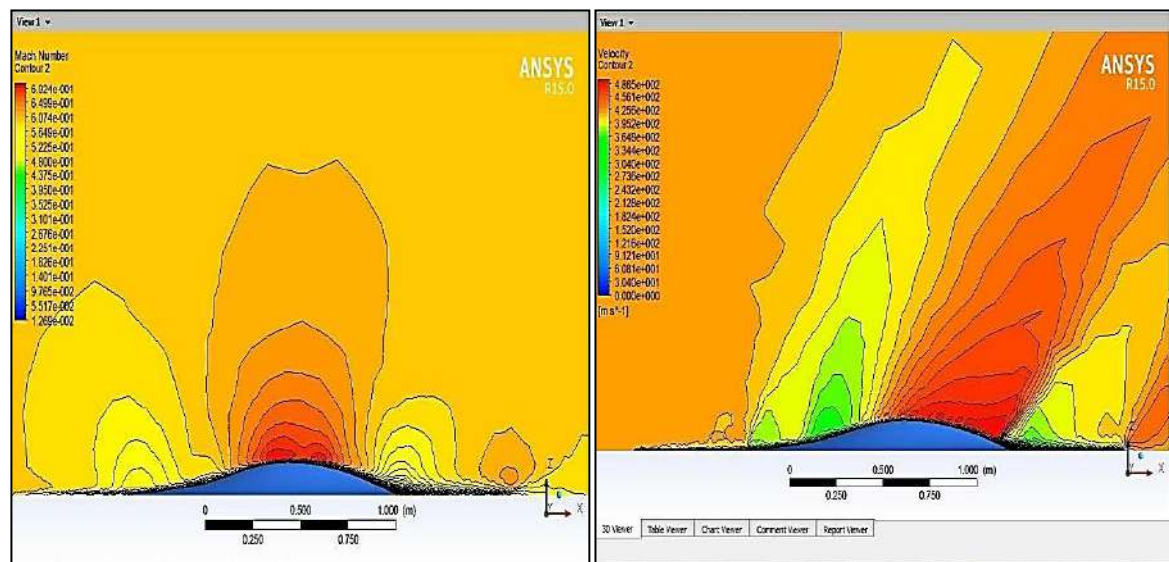 View 1
Mach Number
Contour 2
6.924e-001
6.499e-001
6.074e-001
5.649e-001
5.225e-001
4.800e-001
4.375e-001
3.950e-001
3.525e-001
3.101e-001
2.676e-001
2.251e-001
1.826e-001
1.401e-001
9.765e-002
5.517e-002
1.269e-002
ANSYS
R15.0
Z
Y
X
0
0.500
1.000 (m)
0.250
0.750
View 1
Velocity
Contour 2
4.865e+002
4.561e+002
4.256e+002
3.952e+002
3.648e+002
3.344e+002
3.040e+002
2.736e+002
2.432e+002
2.128e+002
1.824e+002
1.520e+002
1.216e+002
9.121e+001
6.081e+001
3.040e+001
0.000e+000
[m s^-1]
ANSYS
R15.0
Y
X
0
0.500
1.000 (m)
0.250
0.750
3D Viewer
Table Viewer
Chart Viewer
Comment Viewer
Report Viewer